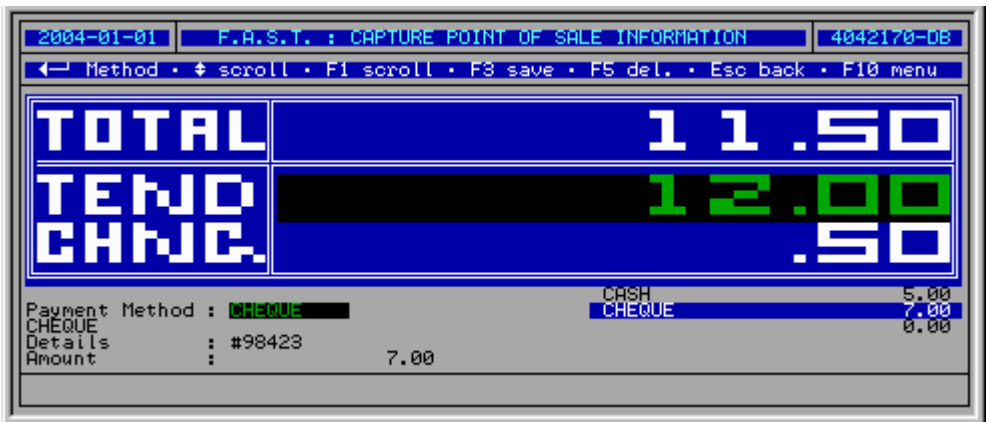 2004-01-01 F.A.S.T. : CAPTURE POINT OF SALE INFORMATION 4042170-DB
◄─┘ Method · ↕ scroll · F1 scroll · F3 save · F5 del. · Esc back · F10 menu
TOTAL 11.50
TEND 12.00
CHNG. .50
CASH 5.00
Payment Method : CHEQUE CHEQUE 7.00
CHEQUE 0.00
Details : #98423
Amount : 7.00